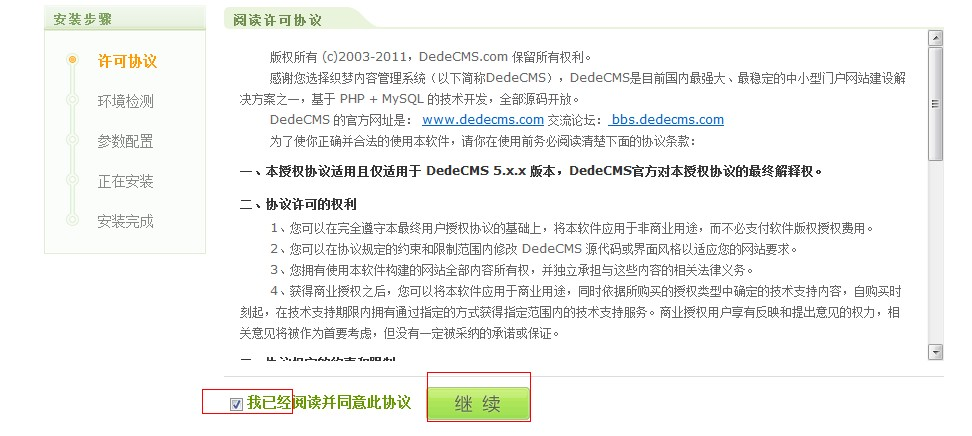 安装步骤
许可协议
环境检测
参数配置
正在安装
安装完成
阅读许可协议
版权所有 (c)2003-2011，DedeCMS.com 保留所有权利。
感谢您选择织梦内容管理系统（以下简称DedeCMS），DedeCMS是目前国内最强大、最稳定的中小型门户网站建设解
决方案之一，基于 PHP + MySQL 的技术开发，全部源码开放。
DedeCMS 的官方网址是： www.dedecms.com 交流论坛： bbs.dedecms.com
为了使你正确并合法的使用本软件，请你在使用前务必阅读清楚下面的协议条款：
一、本授权协议适用且仅适用于 DedeCMS 5.x.x 版本，DedeCMS官方对本授权协议的最终解释权。
二、协议许可的权利
1、您可以在完全遵守本最终用户授权协议的基础上，将本软件应用于非商业用途，而不必支付软件版权授权费用。
2、您可以在协议规定的约束和限制范围内修改 DedeCMS 源代码或界面风格以适应您的网站要求。
3、您拥有使用本软件构建的网站全部内容所有权，并独立承担与这些内容的相关法律义务。
4、获得商业授权之后，您可以将本软件应用于商业用途，同时依据所购买的授权类型中确定的技术支持内容，自购买时
刻起，在技术支持期限内拥有通过指定的方式获得指定范围内的技术支持服务。商业授权用户享有反映和提出意见的权力，相
关意见将被作为首要考虑，但没有一定被采纳的承诺或保证。
我已经阅读并同意此协议
继 续